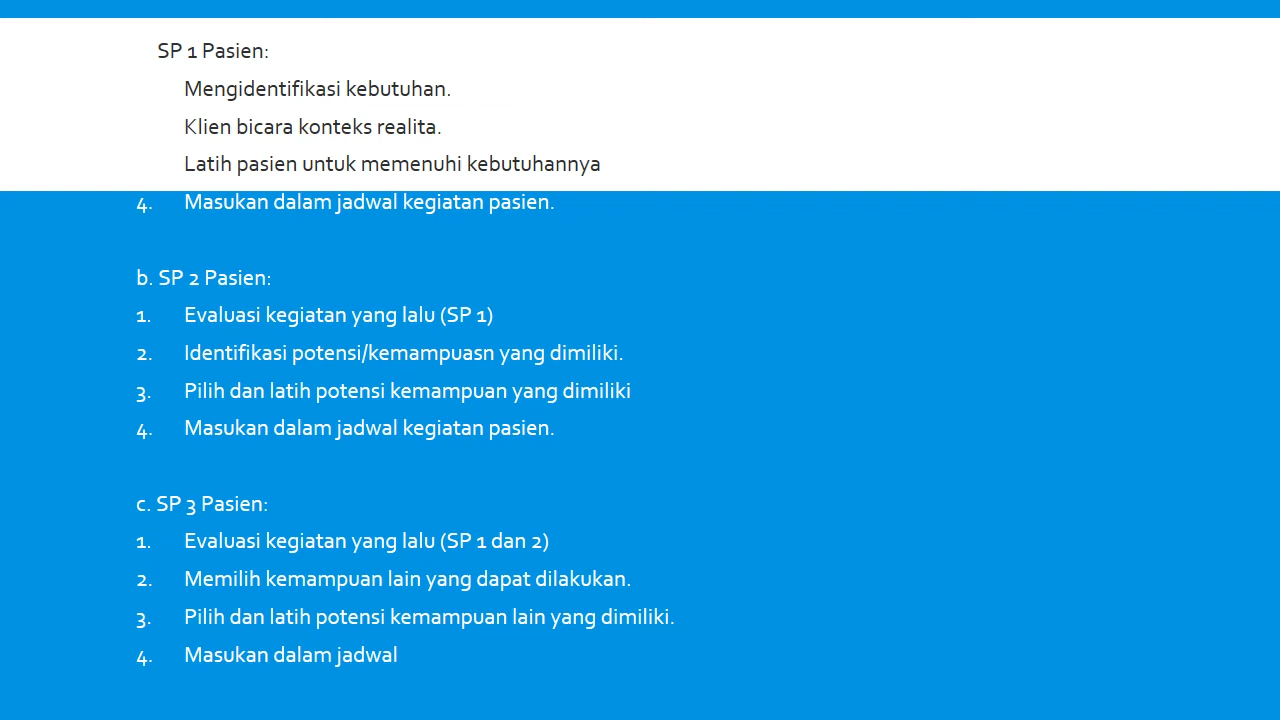 SP 1 Pasien:
Mengidentifikasi kebutuhan.
Klien bicara konteks realita.
Latih pasien untuk memenuhi kebutuhannya
4. Masukan dalam jadwal kegiatan pasien.
b. SP 2 Pasien:
1. Evaluasi kegiatan yang lalu (SP 1)
2. Identifikasi potensi/kemampuasn yang dimiliki.
3. Pilih dan latih potensi kemampuan yang dimiliki
4. Masukan dalam jadwal kegiatan pasien.
c. SP 3 Pasien:
1. Evaluasi kegiatan yang lalu (SP 1 dan 2)
2. Memilih kemampuan lain yang dapat dilakukan.
3. Pilih dan latih potensi kemampuan lain yang dimiliki.
4. Masukan dalam jadwal